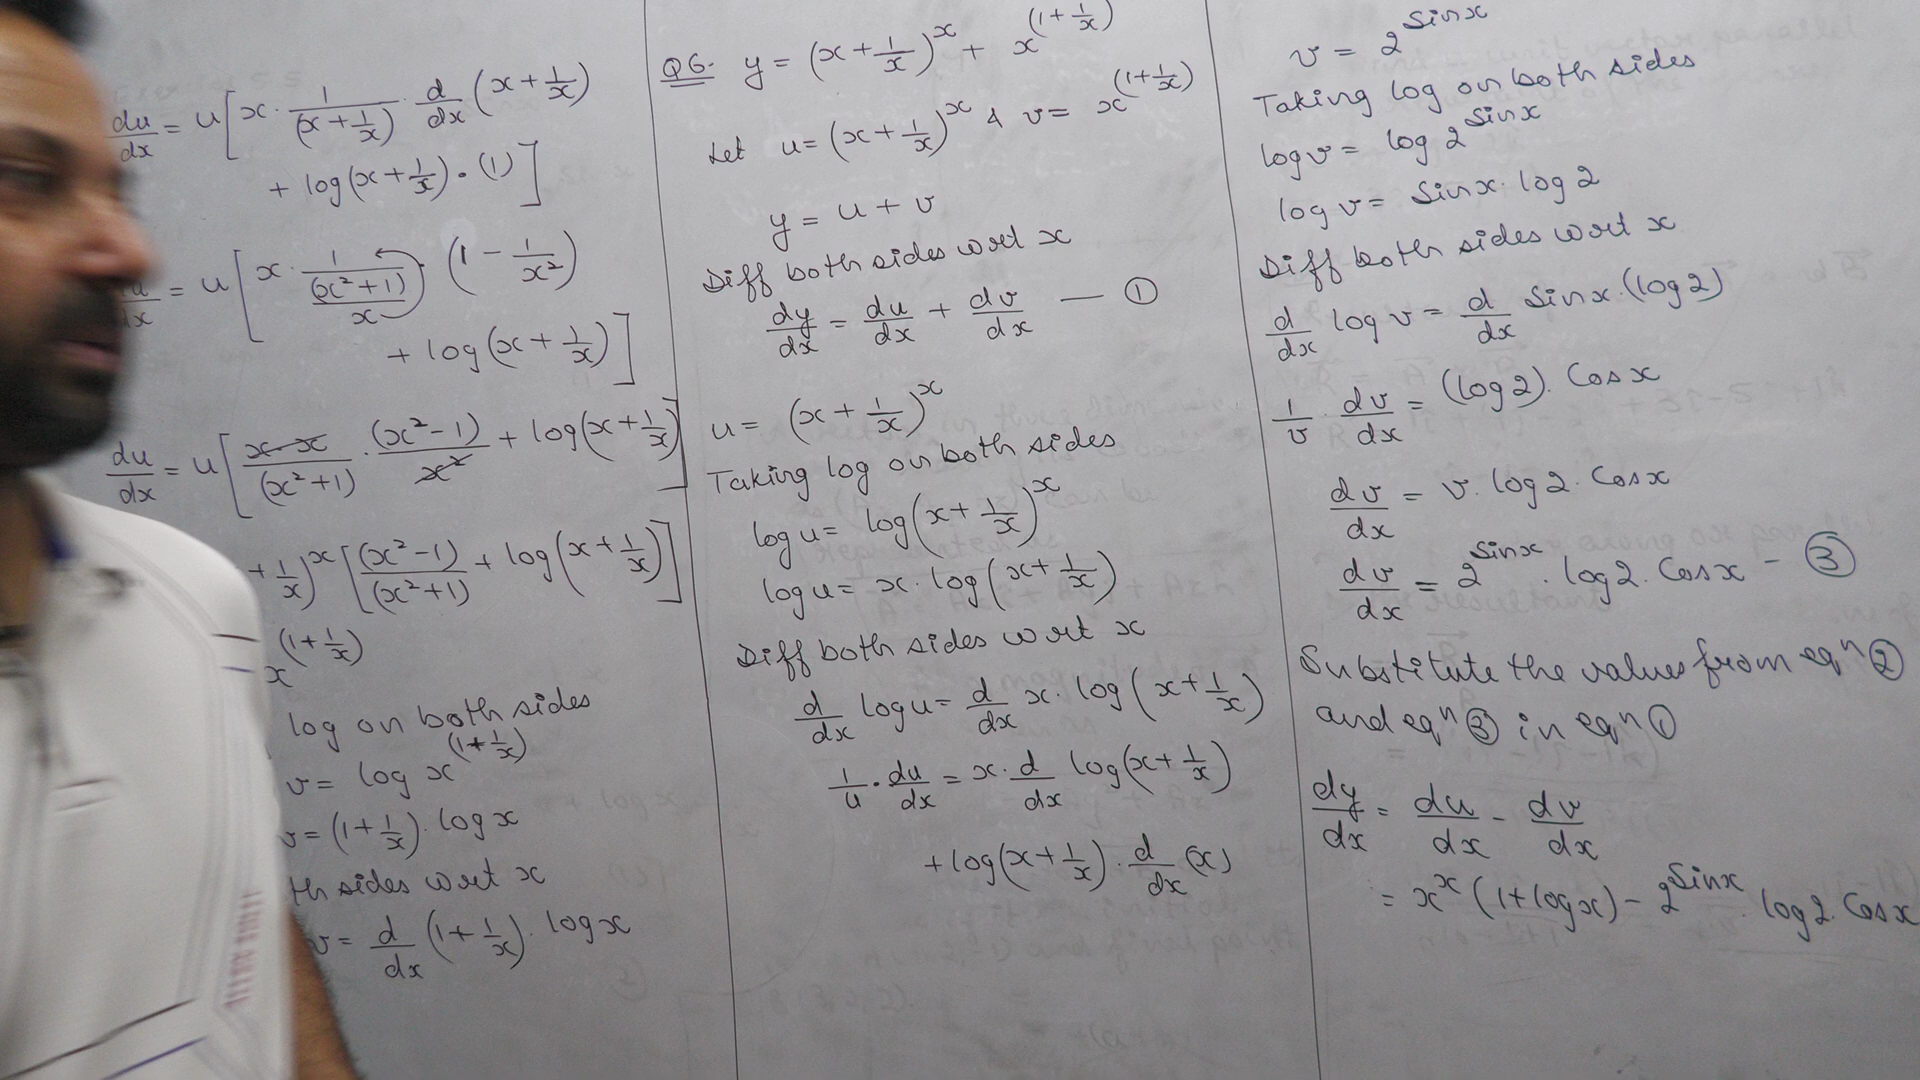 du/dx = u[x · 1/(x + 1/x) · d/dx (x + 1/x)
+ log(x + 1/x) · (1)]
= u[x · 1/((x²+1)/x) · (1 - 1/x²)
+ log(x + 1/x)]
du/dx = u[x·x/(x²+1) · (x²-1)/x² + log(x + 1/x)]
+ 1/x)^x [(x²-1)/(x²+1) + log(x + 1/x)]
x^(1 + 1/x)
log on both sides
v = log x^(1 + 1/x)
v = (1 + 1/x) · log x
th sides wrt x
v = d/dx (1 + 1/x) · log x
Q6. y = (x + 1/x)^x + x^(1 + 1/x)
Let u = (x + 1/x)^x & v = x^(1 + 1/x)
y = u + v
Diff both sides wrt x
dy/dx = du/dx + dv/dx — ①
u = (x + 1/x)^x
Taking log on both sides
log u = log(x + 1/x)^x
log u = x · log(x + 1/x)
Diff both sides wrt x
d/dx log u = d/dx x · log(x + 1/x)
1/u · du/dx = x · d/dx log(x + 1/x)
+ log(x + 1/x) · d/dx (x)
v = 2^Sinx
Taking log on both sides
log v = log 2^Sinx
log v = Sinx · log 2
Diff both sides wrt x
d/dx log v = d/dx Sinx · (log 2)
1/v · dv/dx = (log 2) · Cosx
dv/dx = v · log 2 · Cosx
dv/dx = 2^Sinx · log 2 · Cosx - ③
Substitute the values from eqⁿ ②
and eqⁿ ③ in eqⁿ ①
dy/dx = du/dx - dv/dx
= x^x (1 + log x) - 2^Sinx · log 2 · Cosx